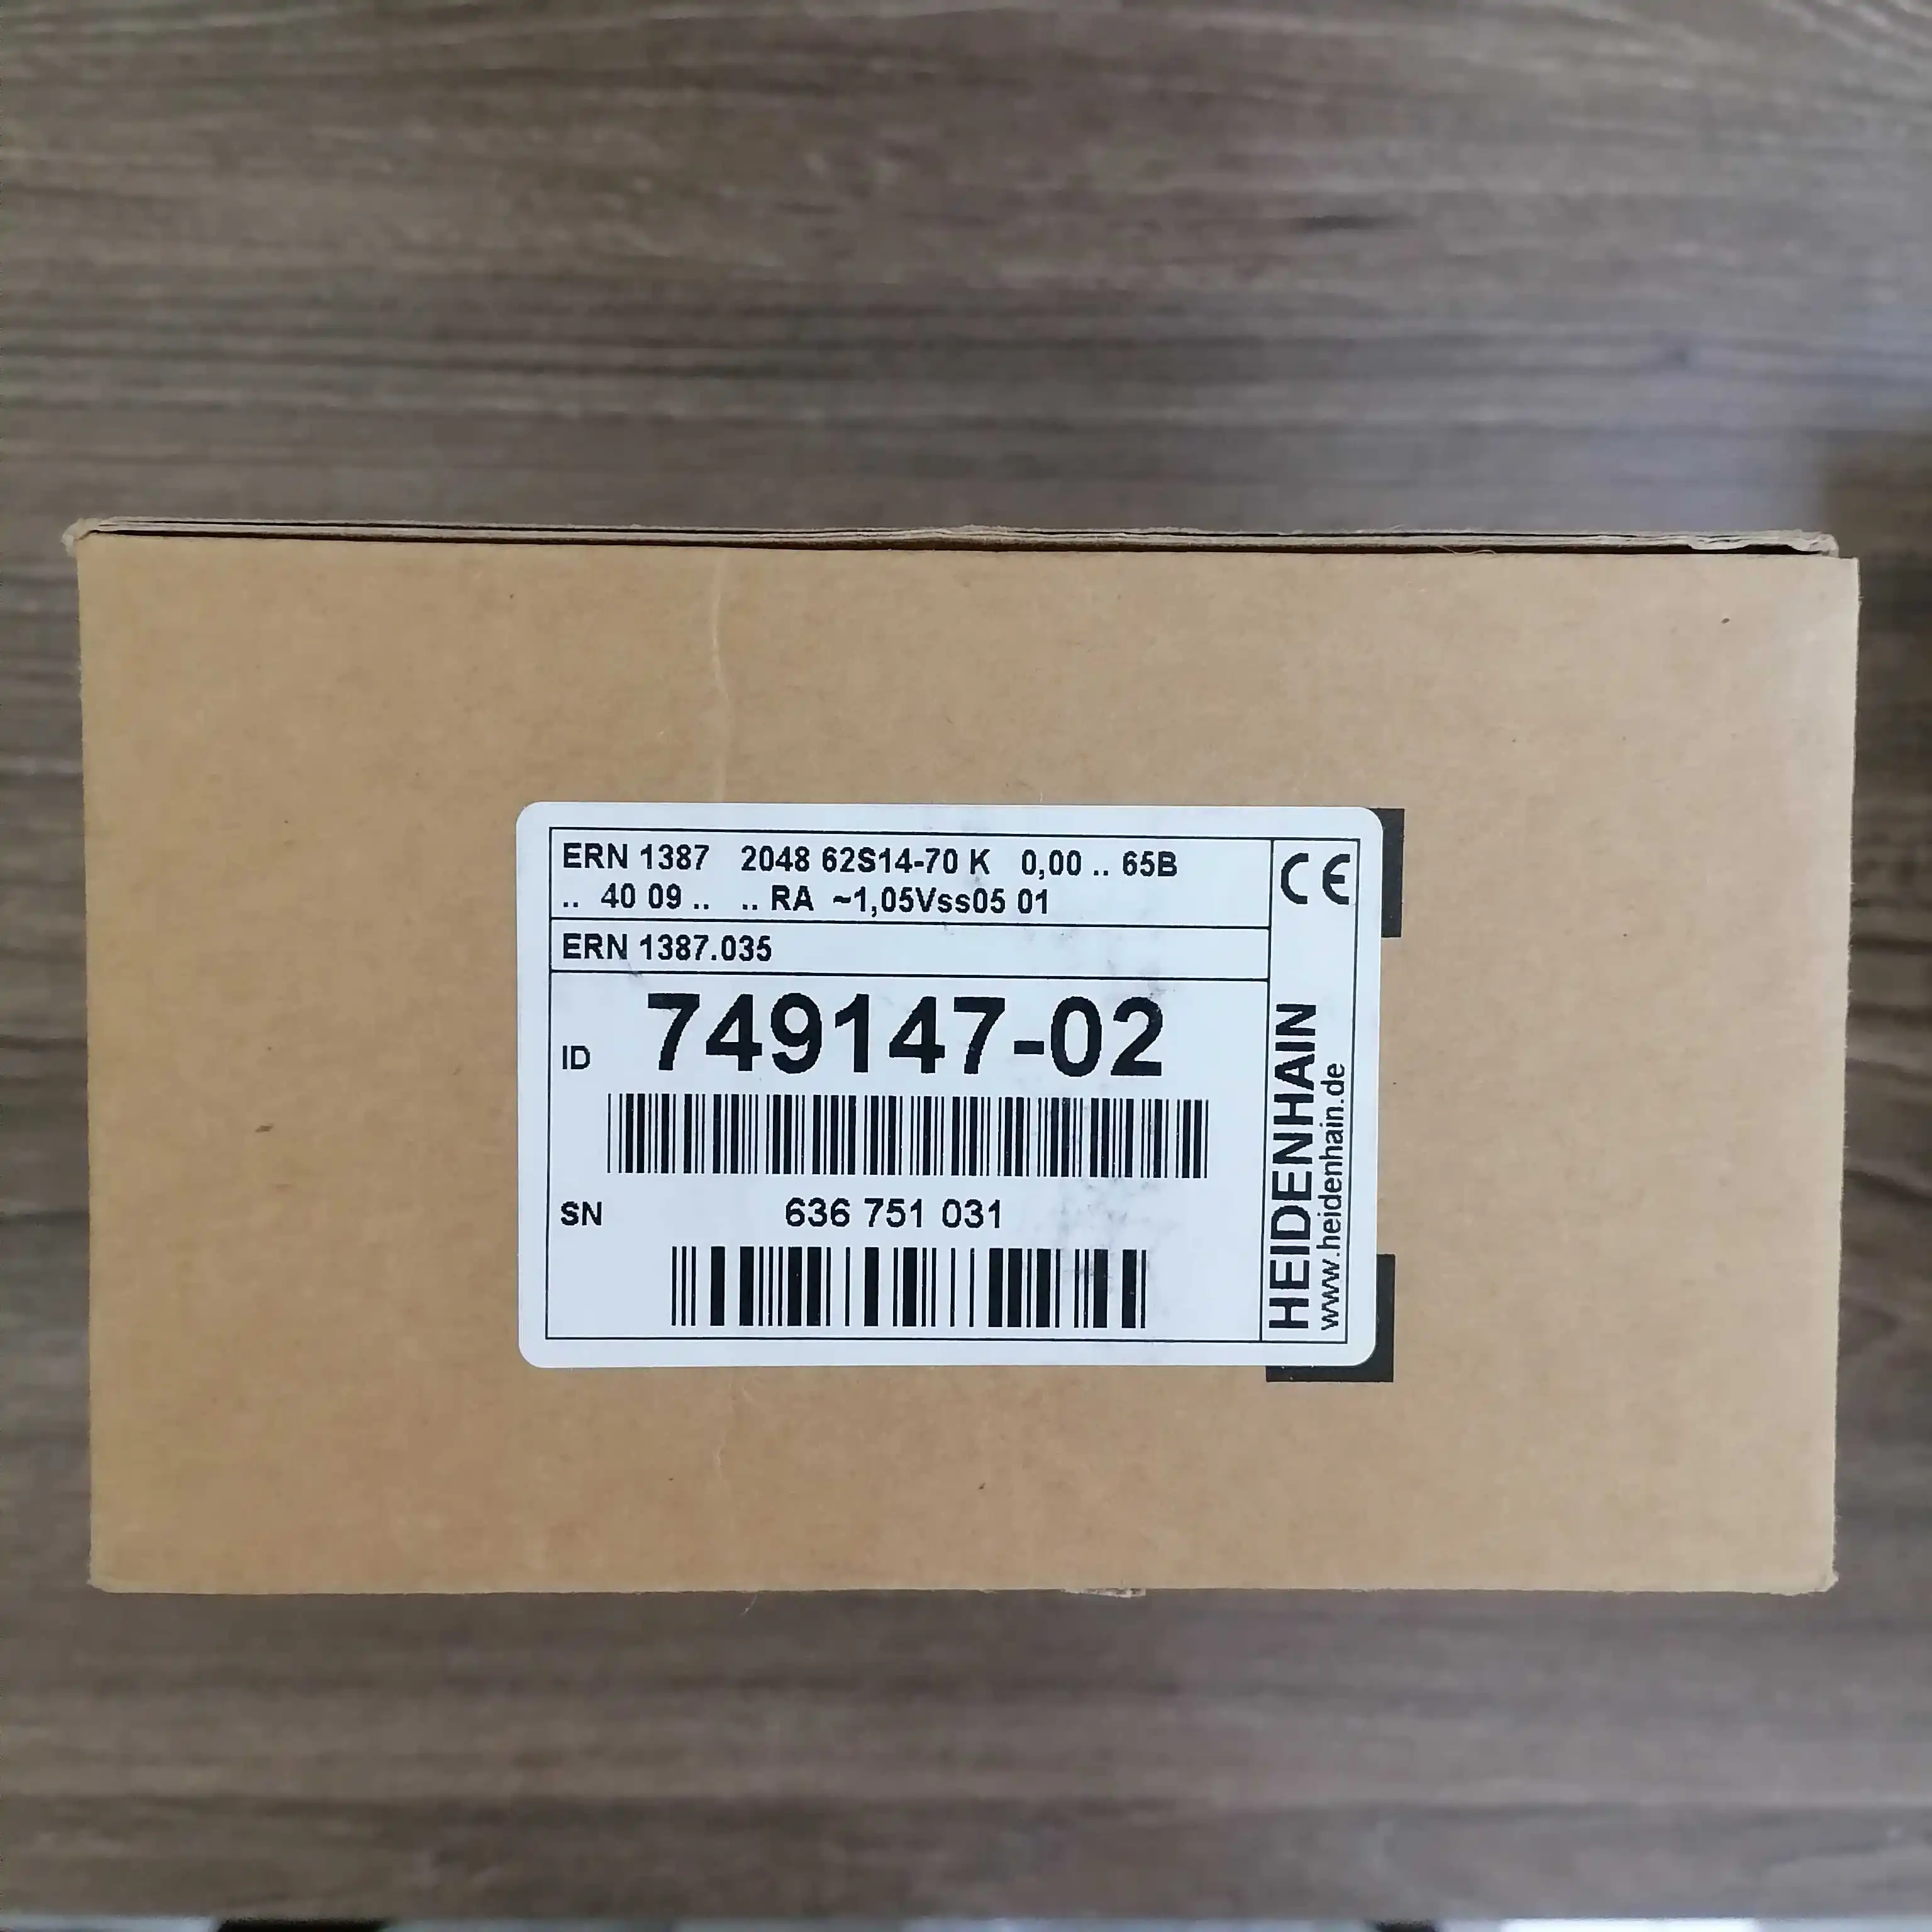 ERN 1387 2048 62S14-70 K 0,00 .. 65B
.. 40 09 .. .. RA ~1,05Vss05 01
ERN 1387.035
ID 749147-02
SN 636 751 031
CE
HEIDENHAIN
www.heidenhain.de